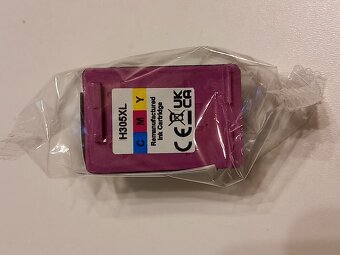 H305XL
C M Y
Remanufactured
Ink Cartridge
CE UK
CA